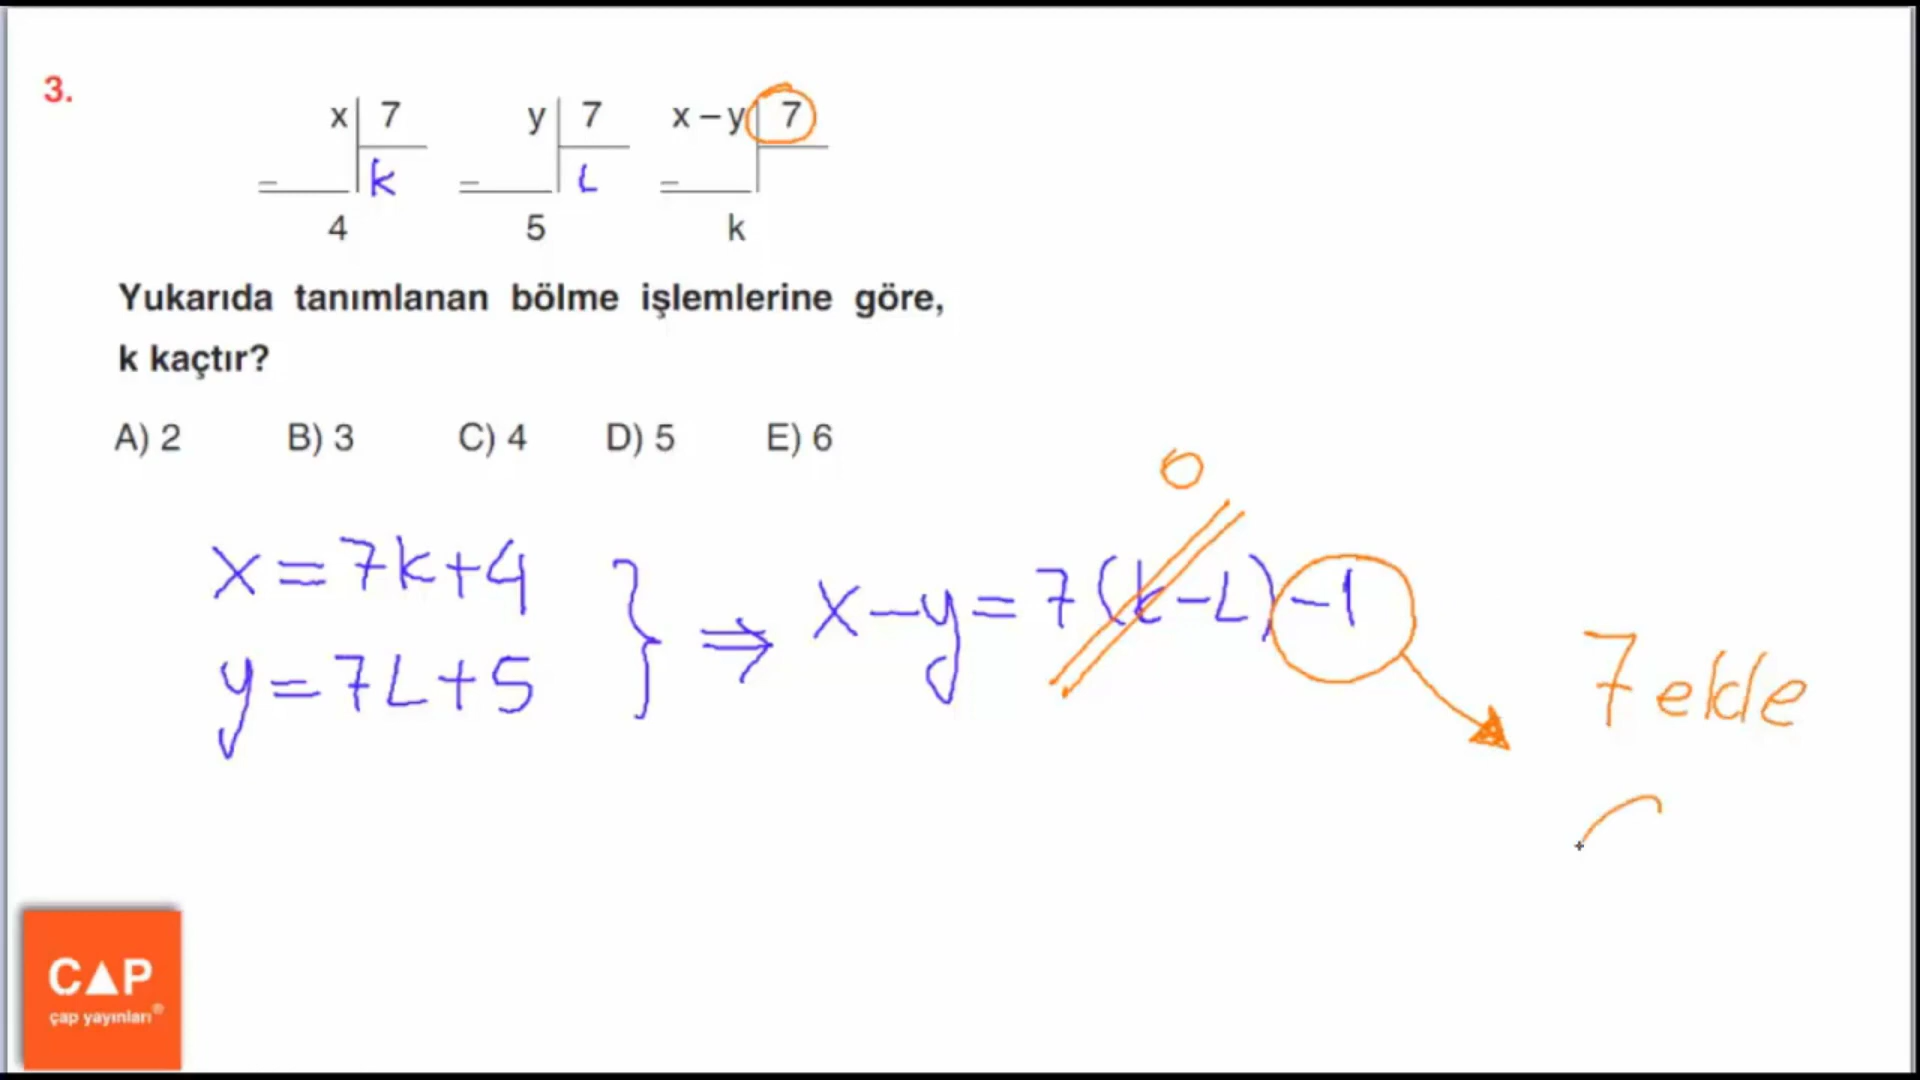 3.
x 7 y 7 x – y 7
k L
4 5 k
Yukarıda tanımlanan bölme işlemlerine göre,
k kaçtır?
A) 2 B) 3 C) 4 D) 5 E) 6
0
x = 7k + 4
y = 7L + 5
⇒ x – y = 7(k – L) – 1
7 ekle
CAP
çap yayınları®